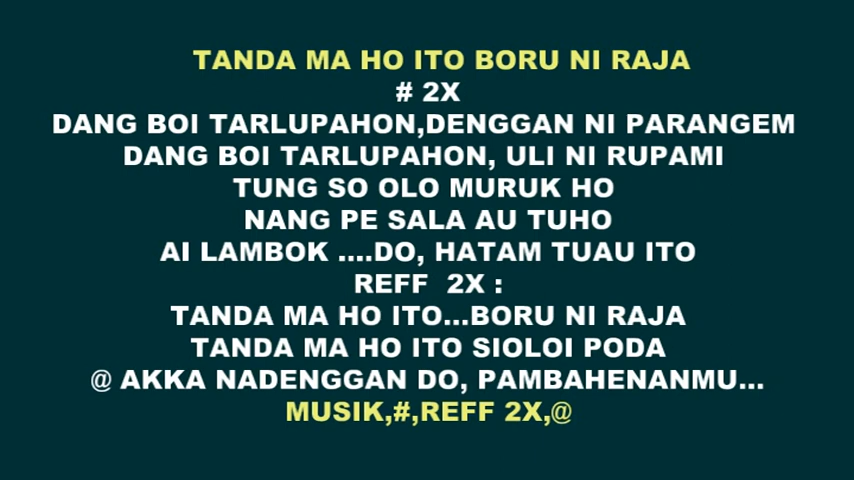 TANDA MA HO ITO BORU NI RAJA
# 2X
DANG BOI TARLUPAHON,DENGGAN NI PARANGEM
DANG BOI TARLUPAHON, ULI NI RUPAMI
TUNG SO OLO MURUK HO
NANG PE SALA AU TUHO
AI LAMBOK ....DO, HATAM TUAU ITO
REFF  2X :
TANDA MA HO ITO...BORU NI RAJA
TANDA MA HO ITO SIOLOI PODA
@ AKKA NADENGGAN DO, PAMBAHENANMU...
MUSIK,#,REFF 2X,@